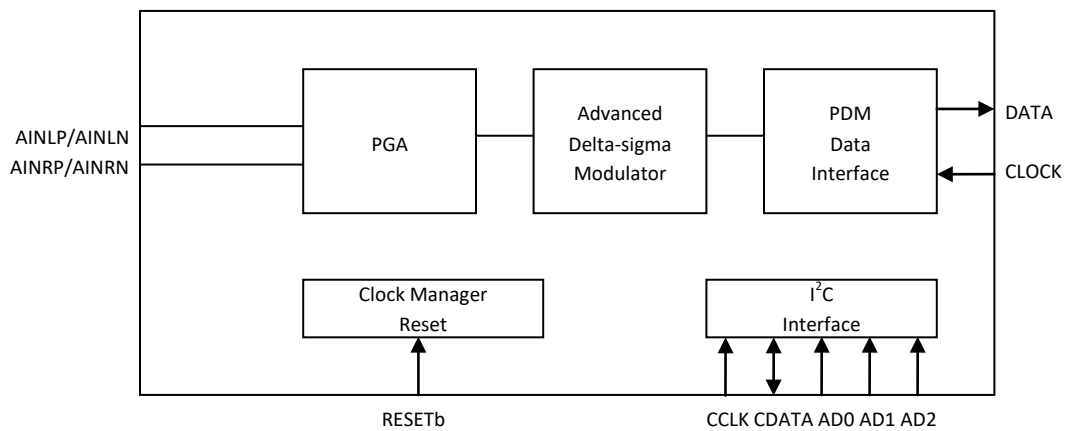 AINLP/AINLN
AINRP/AINRN
PGA
Advanced
Delta-sigma
Modulator
PDM
Data
Interface
DATA
CLOCK
Clock Manager
Reset
I²C
Interface
RESETb
CCLK CDATA AD0 AD1 AD2